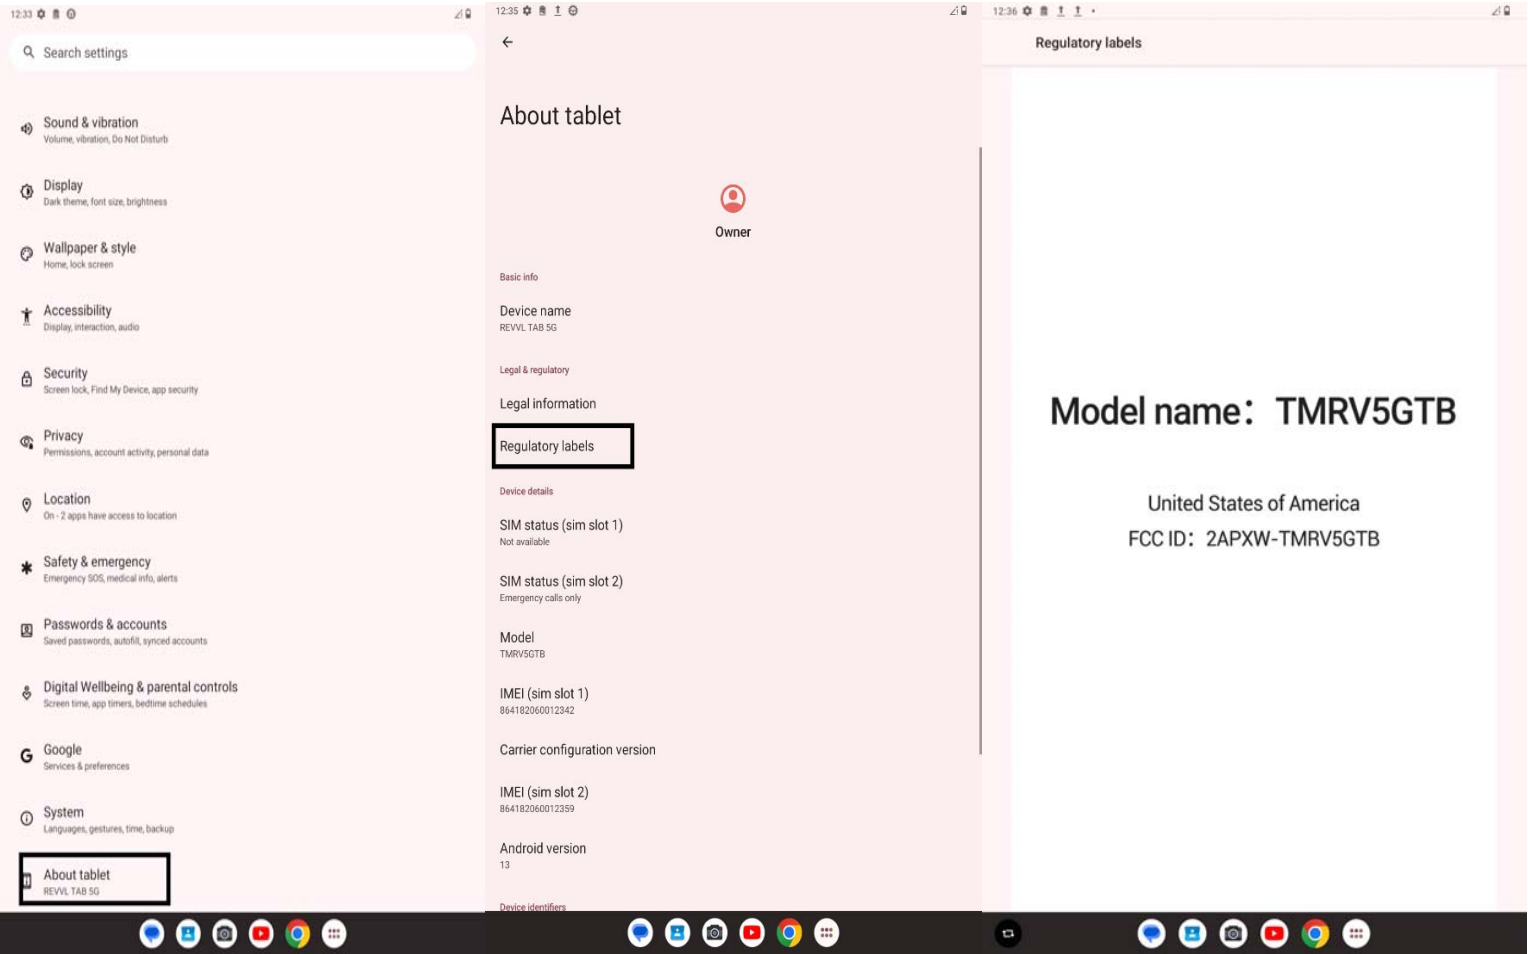 12:33
Search settings
Sound & vibration
Volume, vibration, Do Not Disturb
Display
Dark theme, font size, brightness
Wallpaper & style
Home, lock screen
Accessibility
Display, interaction, audio
Security
Screen lock, Find My Device, app security
Privacy
Permissions, account activity, personal data
Location
On - 2 apps have access to location
Safety & emergency
Emergency SOS, medical info, alerts
Passwords & accounts
Saved passwords, autofill, synced accounts
Digital Wellbeing & parental controls
Screen time, app timers, bedtime schedules
Google
Services & preferences
System
Languages, gestures, time, backup
About tablet
REVVL TAB 5G
12:35
About tablet
Owner
Basic info
Device name
REVVL TAB 5G
Legal & regulatory
Legal information
Regulatory labels
Device details
SIM status (sim slot 1)
Not available
SIM status (sim slot 2)
Emergency calls only
Model
TMRV5GTB
IMEI (sim slot 1)
864182060012342
Carrier configuration version
IMEI (sim slot 2)
864182060012359
Android version
13
Device identifiers
12:36
Regulatory labels
Model name: TMRV5GTB
United States of America
FCC ID: 2APXW-TMRV5GTB